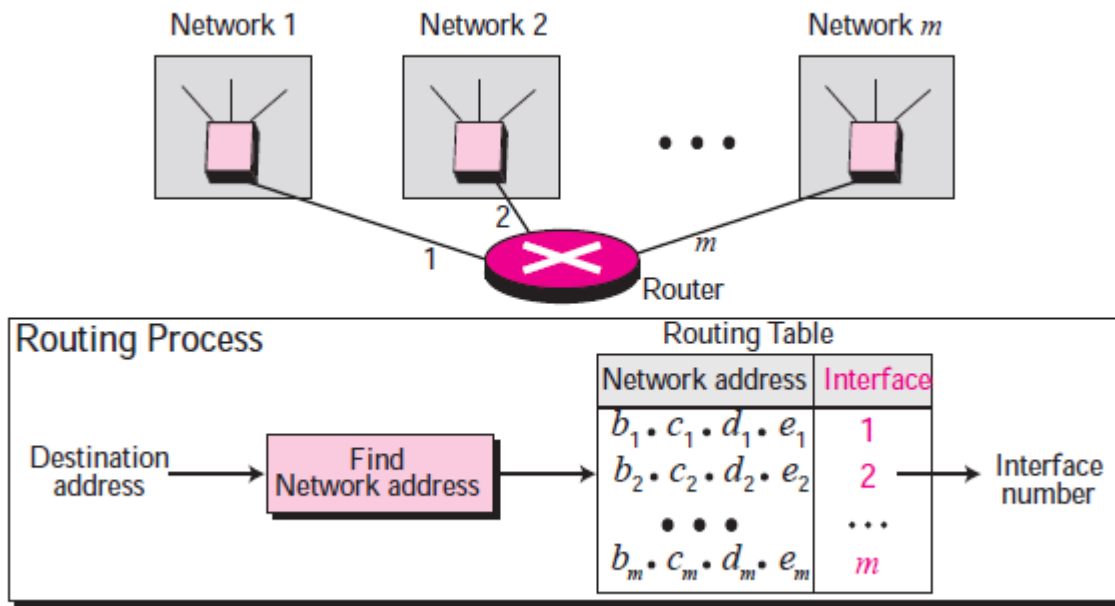 Network 1
Network 2
Network m
• • •
1
2
m
Router
Routing Process
Routing Table
Network address Interface
b₁. c₁. d₁. e₁ 1
Destination address
Find Network address
b₂. c₂. d₂. e₂ 2
Interface number
• • • ...
bₘ. cₘ. dₘ. eₘ m